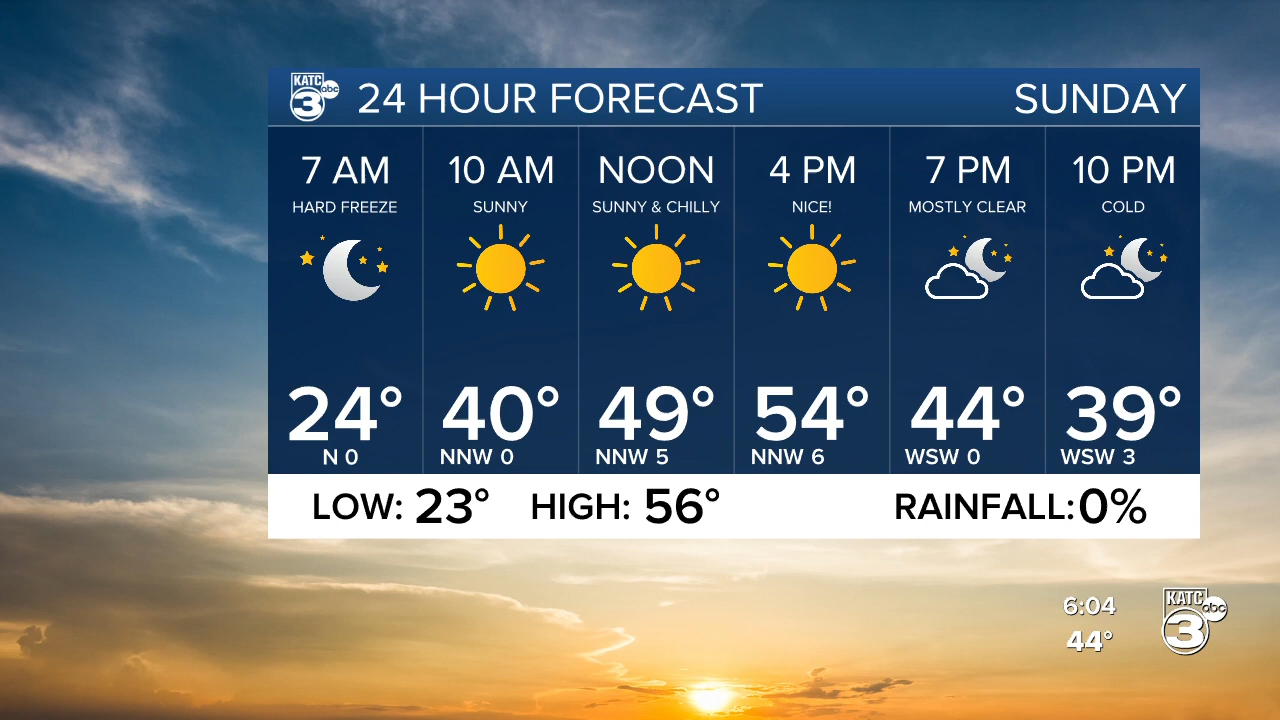 KATC abc 3 24 HOUR FORECAST SUNDAY
7 AM 10 AM NOON 4 PM 7 PM 10 PM
HARD FREEZE SUNNY SUNNY & CHILLY NICE! MOSTLY CLEAR COLD
24° 40° 49° 54° 44° 39°
N 0 NNW 0 NNW 5 NNW 6 WSW 0 WSW 3
LOW: 23° HIGH: 56° RAINFALL: 0%
6:04
44°
KATC
abc
3